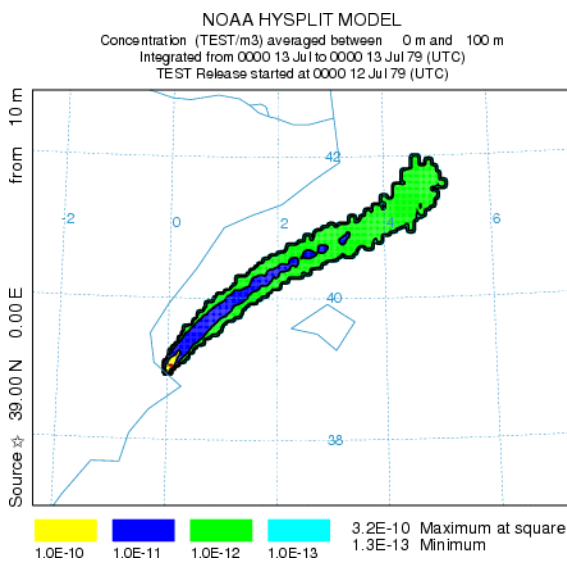 NOAA HYSPLIT MODEL
Concentration (TEST/m3) averaged between 0 m and 100 m
Integrated from 0000 13 Jul to 0000 13 Jul 79 (UTC)
TEST Release started at 0000 12 Jul 79 (UTC)
Source ☆ 39.00 N 0.00 E from 10 m
42
-2 0 2 4 6
40
38
3.2E-10 Maximum at square
1.3E-13 Minimum
1.0E-10 1.0E-11 1.0E-12 1.0E-13